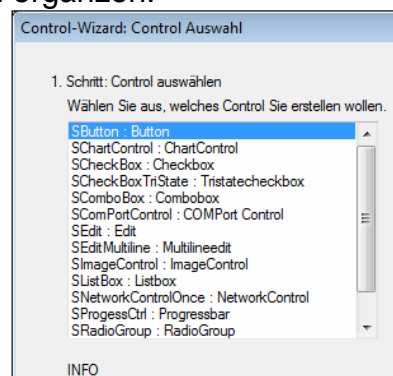 ergänzen.
Control-Wizard: Control Auswahl
1. Schritt: Control auswählen
Wählen Sie aus, welches Control Sie erstellen wollen.
SButton : Button
SChartControl : ChartControl
SCheckBox : Checkbox
SCheckBoxTriState : Tristatecheckbox
SComboBox : Combobox
SComPortControl : COMPort Control
SEdit : Edit
SEditMultiline : Multilineedit
SImageControl : ImageControl
SListBox : Listbox
SNetworkControlOnce : NetworkControl
SProgessCtrl : Progressbar
SRadioGroup : RadioGroup
INFO